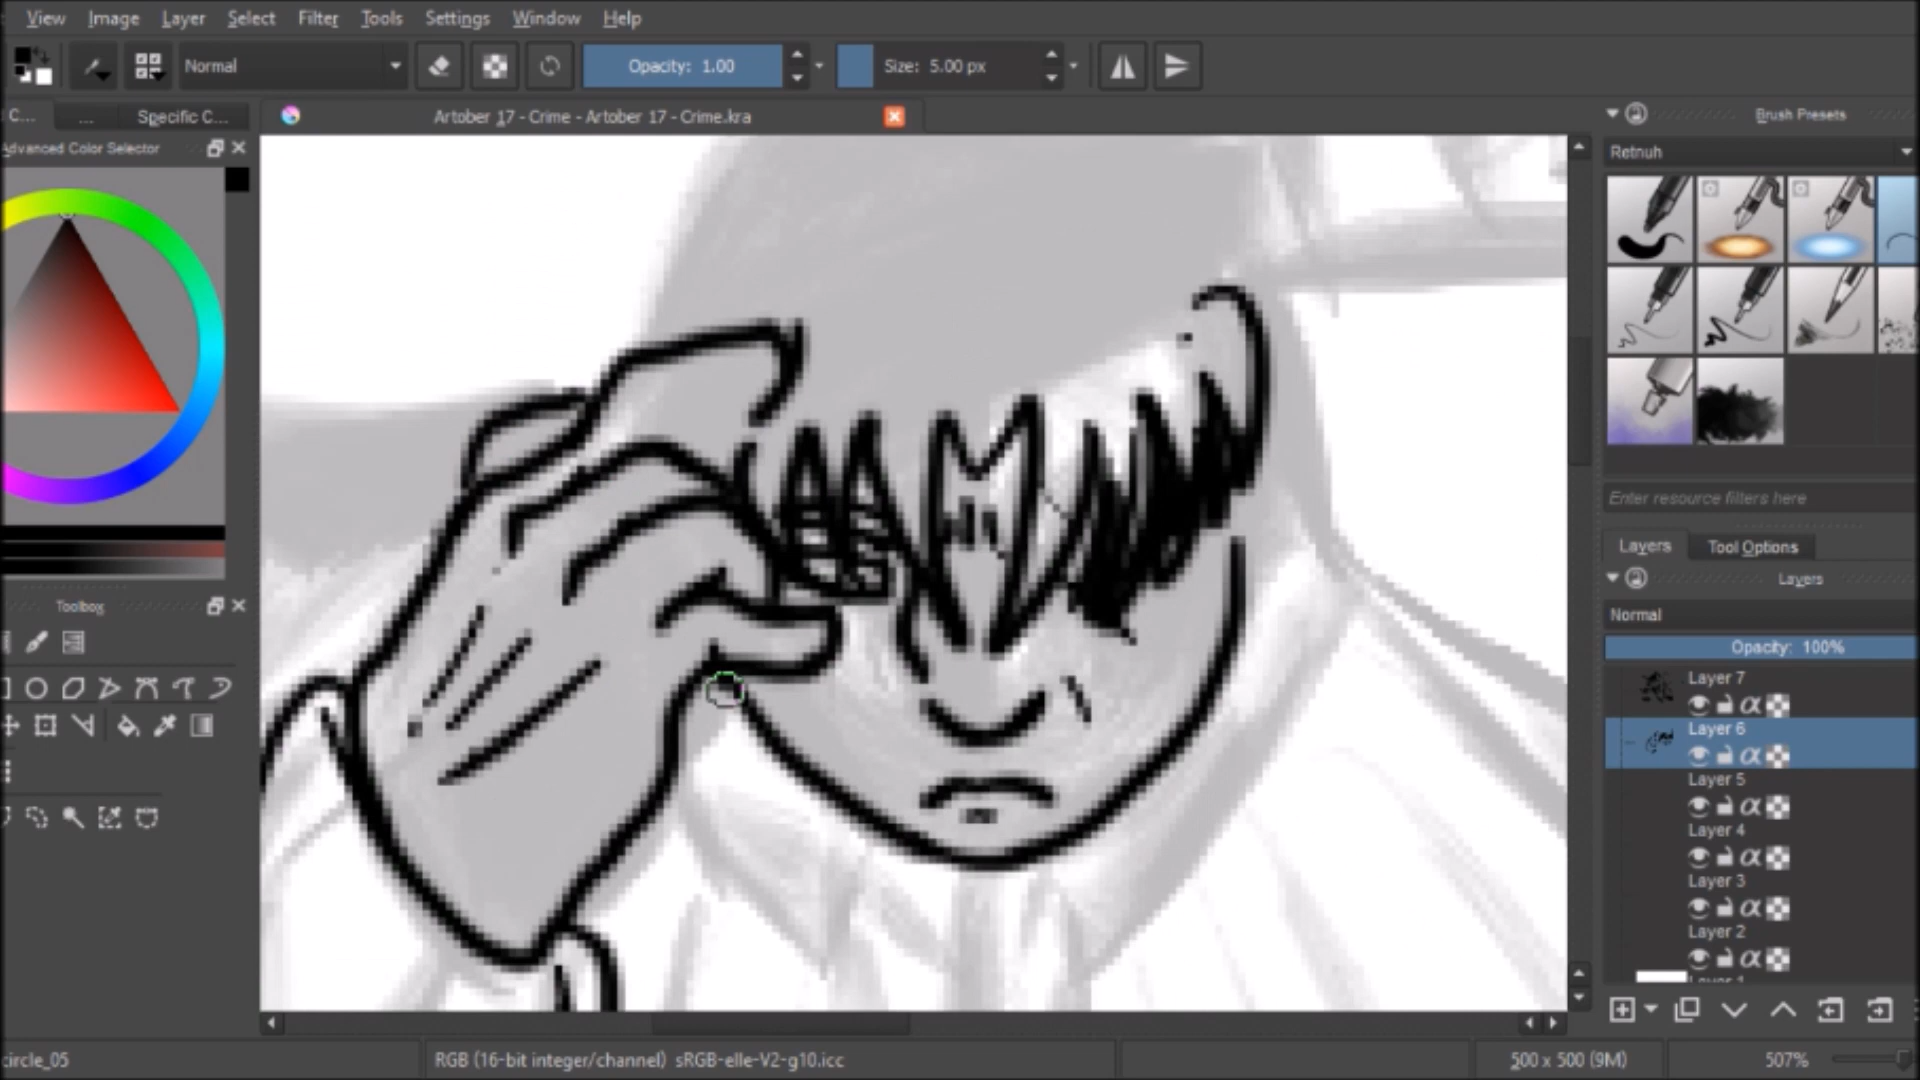 View Image Layer Select Filter Tools Settings Window Help
Normal Opacity: 1.00 Size: 5.00 px
C... ... Specific C... Artober 17 - Crime - Artober 17 - Crime.kra Brush Presets
Advanced Color Selector
Retnuh
Enter resource filters here
Layers Tool Options
Layers
Toolbox
Normal
Opacity: 100%
Layer 7
Layer 6
Layer 5
Layer 4
Layer 3
Layer 2
Layer 1
circle_05 RGB (16-bit integer/channel) sRGB-elle-V2-g10.icc 500 x 500 (9M) 507%